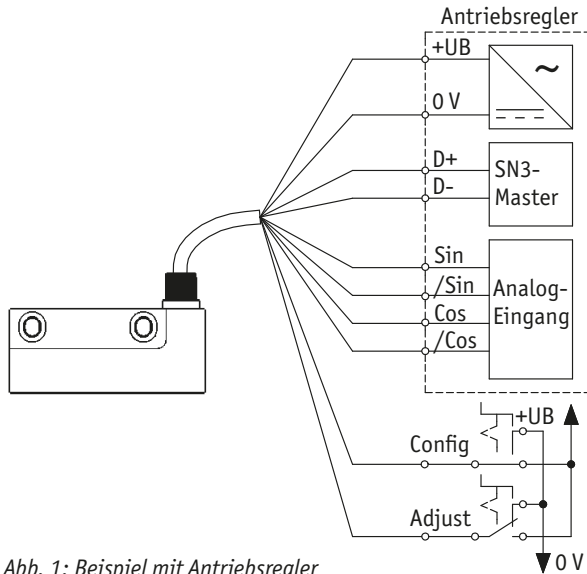 Antriebsregler
+UB
~
0 V
D+
D-
SN3-
Master
Sin
/Sin
Cos
/Cos
Analog-
Eingang
+UB
Config
Adjust
0 V
Abb. 1: Beispiel mit Antriebsregler